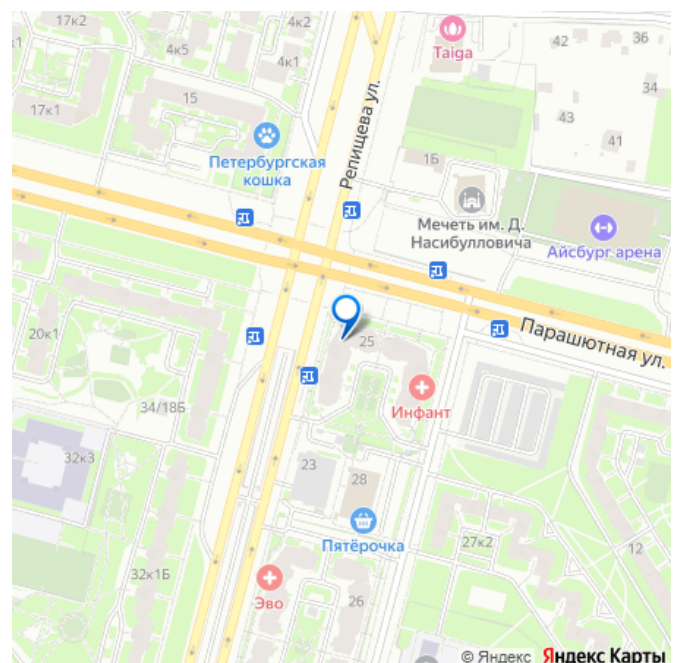 17к2
4к2
4к5
4к1
Taiga
42
36
34
15
17к1
43
41
Репищева ул.
Петербургская
кошка
16
Мечеть им. Д.
Насибулловича
Айсбург арена
20к1
25
Парашютная ул.
34/18Б
Инфант
32к3
23
28
Пятёрочка
27к2
12
32к1Б
Эво
26
© Яндекс Яндекс Карты